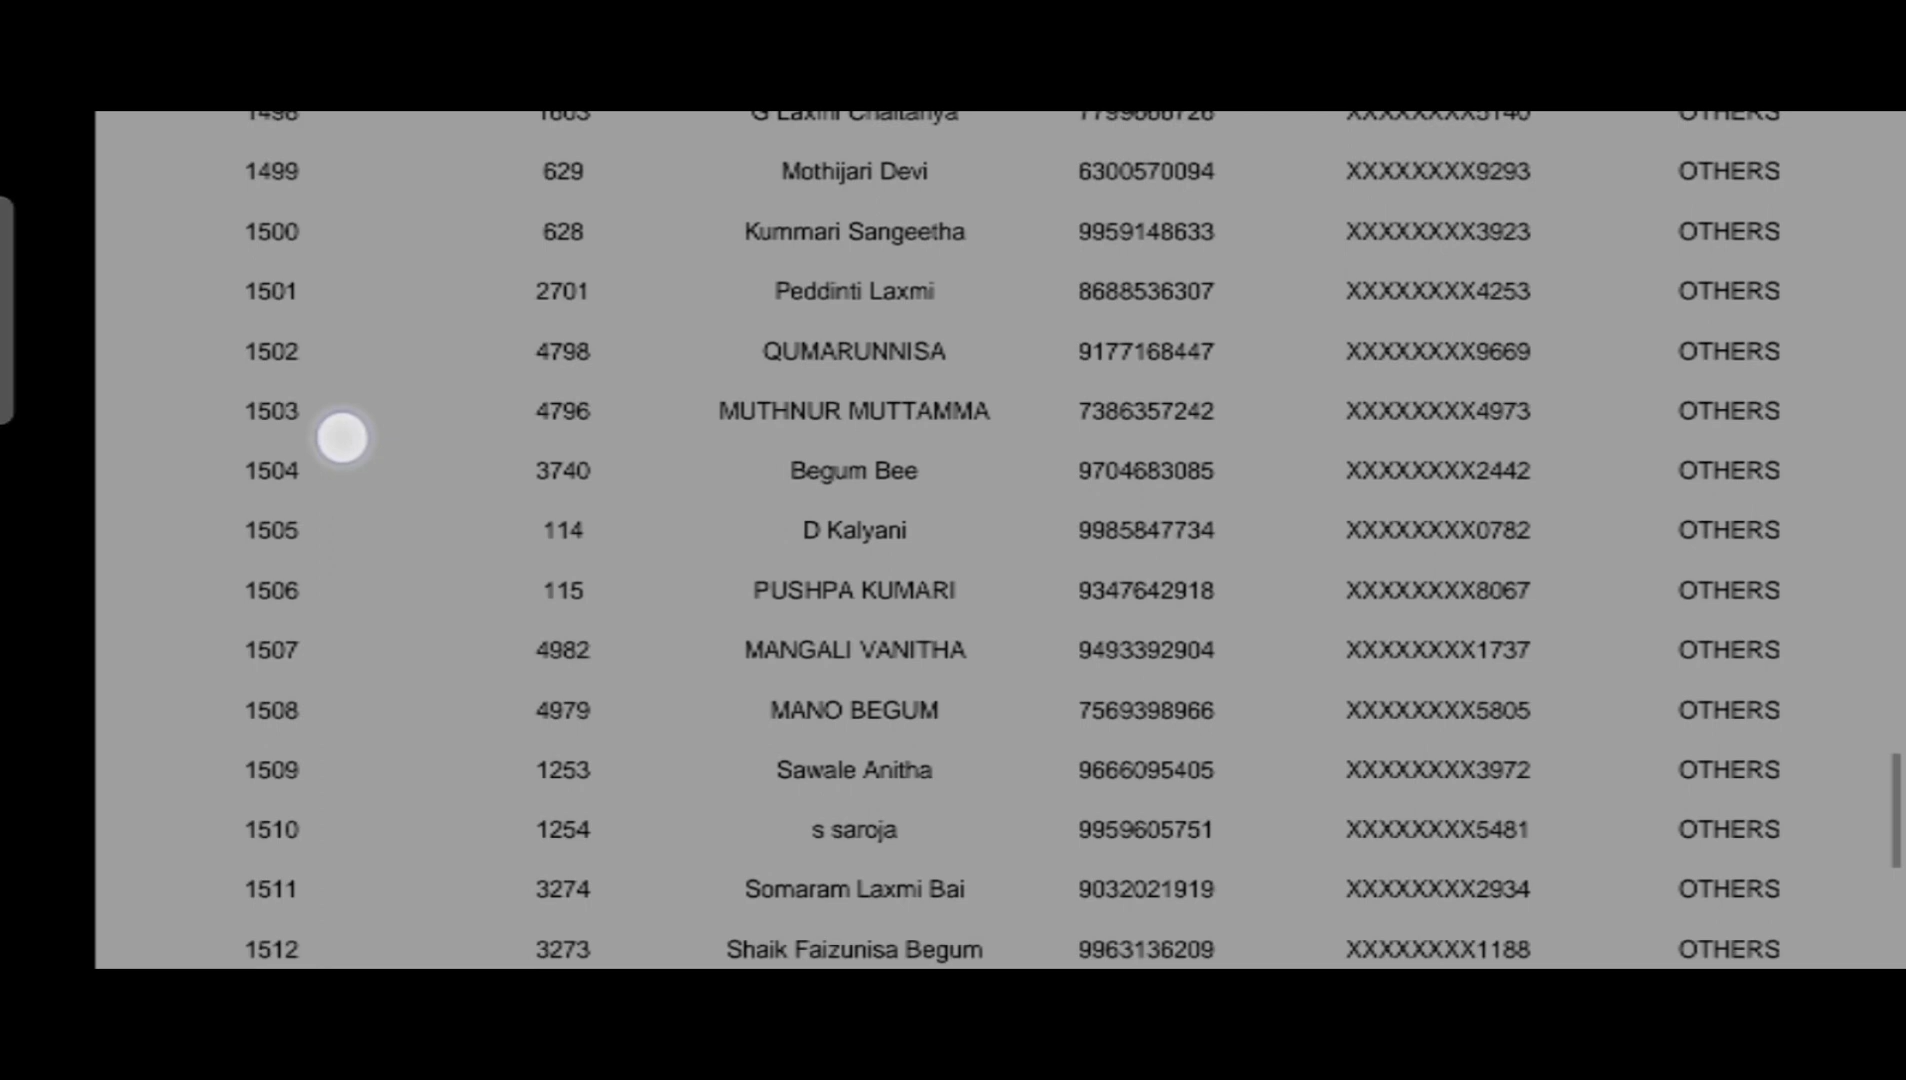 1499 629 Mothijari Devi 6300570094 XXXXXXXX9293 OTHERS
1500 628 Kummari Sangeetha 9959148633 XXXXXXXX3923 OTHERS
1501 2701 Peddinti Laxmi 8688536307 XXXXXXXX4253 OTHERS
1502 4798 QUMARUNNISA 9177168447 XXXXXXXX9669 OTHERS
1503 4796 MUTHNUR MUTTAMMA 7386357242 XXXXXXXX4973 OTHERS
1504 3740 Begum Bee 9704683085 XXXXXXXX2442 OTHERS
1505 114 D Kalyani 9985847734 XXXXXXXX0782 OTHERS
1506 115 PUSHPA KUMARI 9347642918 XXXXXXXX8067 OTHERS
1507 4982 MANGALI VANITHA 9493392904 XXXXXXXX1737 OTHERS
1508 4979 MANO BEGUM 7569398966 XXXXXXXX5805 OTHERS
1509 1253 Sawale Anitha 9666095405 XXXXXXXX3972 OTHERS
1510 1254 s saroja 9959605751 XXXXXXXX5481 OTHERS
1511 3274 Somaram Laxmi Bai 9032021919 XXXXXXXX2934 OTHERS
1512 3273 Shaik Faizunisa Begum 9963136209 XXXXXXXX1188 OTHERS